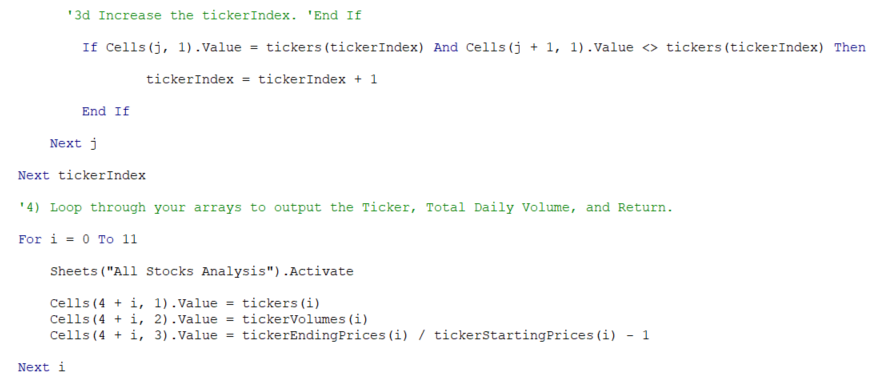 '3d Increase the tickerIndex. 'End If
If Cells(j, 1).Value = tickers(tickerIndex) And Cells(j + 1, 1).Value <> tickers(tickerIndex) Then
tickerIndex = tickerIndex + 1
End If
Next j
Next tickerIndex
'4) Loop through your arrays to output the Ticker, Total Daily Volume, and Return.
For i = 0 To 11
Sheets("All Stocks Analysis").Activate
Cells(4 + i, 1).Value = tickers(i)
Cells(4 + i, 2).Value = tickerVolumes(i)
Cells(4 + i, 3).Value = tickerEndingPrices(i) / tickerStartingPrices(i) - 1
Next i